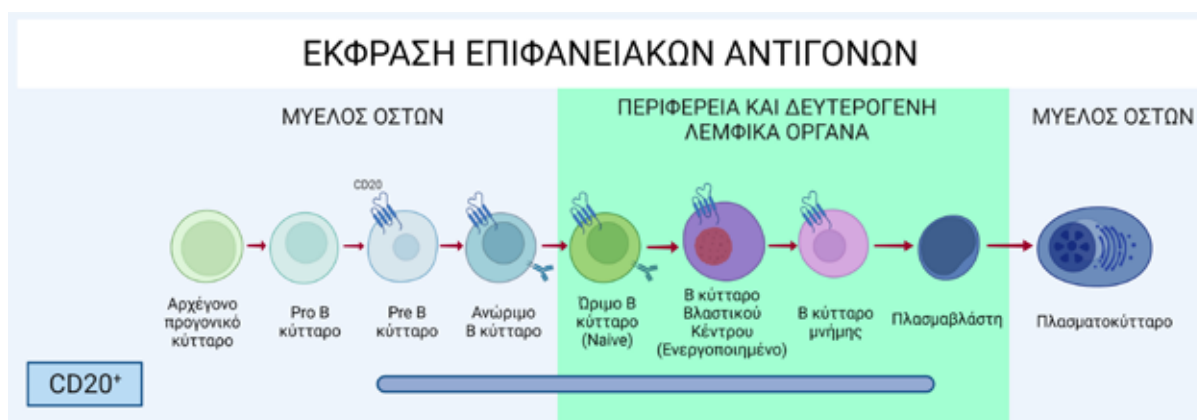 ΕΚΦΡΑΣΗ ΕΠΙΦΑΝΕΙΑΚΩΝ ΑΝΤΙΓΟΝΩΝ
ΜΥΕΛΟΣ ΟΣΤΩΝ
ΠΕΡΙΦΕΡΕΙΑ ΚΑΙ ΔΕΥΤΕΡΟΓΕΝΗ
ΛΕΜΦΙΚΑ ΟΡΓΑΝΑ
ΜΥΕΛΟΣ ΟΣΤΩΝ
CD20
Αρχέγονο
προγονικό
κύτταρο
Pro B
κύτταρο
Pre B
κύτταρο
Ανώριμο
Β κύτταρο
Ώριμο Β
κύτταρο
(Naive)
Β κύτταρο
Βλαστικού
Κέντρου
(Ενεργοποιημένο)
Β κύτταρο
μνήμης
Πλασμαβλάστη
Πλασματοκύτταρο
CD20⁺